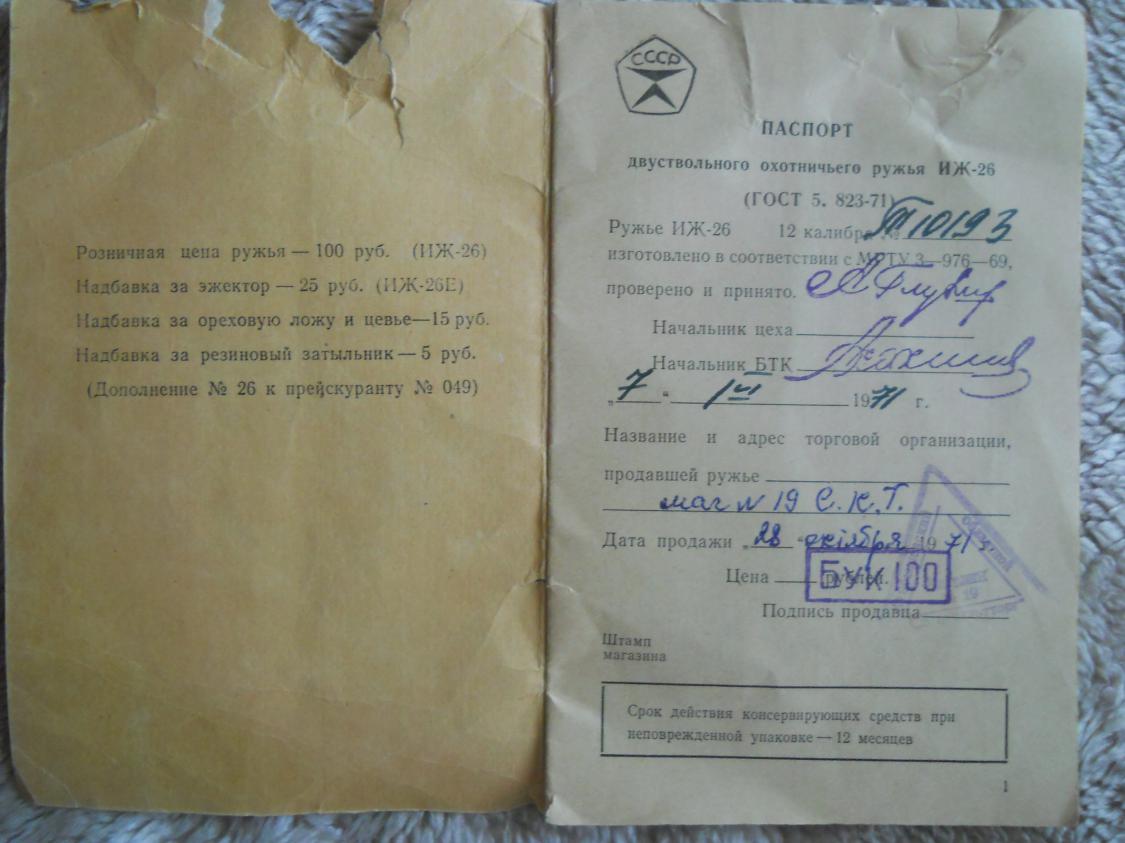 Розничная цена ружья — 100 руб. (ИЖ-26)
Надбавка за эжектор — 25 руб. (ИЖ-26Е)
Надбавка за ореховую ложу и цевье—15 руб.
Надбавка за резиновый затыльник — 5 руб.
(Дополнение № 26 к прейскуранту № 049)
СССР
ПАСПОРТ
двуствольного охотничьего ружья ИЖ-26
(ГОСТ 5. 823-71)
Ружье ИЖ-26 12 калибра № 10193
изготовлено в соответствии с МРТУ 3—976—69,
проверено и принято.
Начальник цеха
Начальник БТК
„7“ 1971 г.
Название и адрес торговой организации,
продавшей ружье
маг N 19 С.К.Т.
Дата продажи „28“ октября 1971
Цена рублей.
БУК 100
Подпись продавца
Штамп
магазина
Срок действия консервирующих средств при
неповрежденной упаковке — 12 месяцев
1